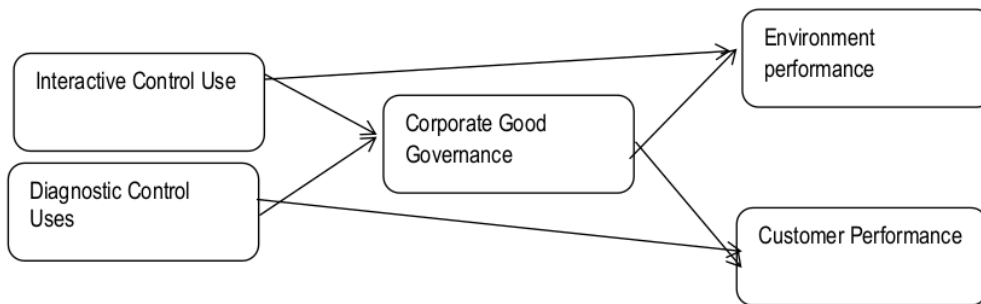 Interactive Control Use
Diagnostic Control
Uses
Corporate Good
Governance
Environment
performance
Customer Performance